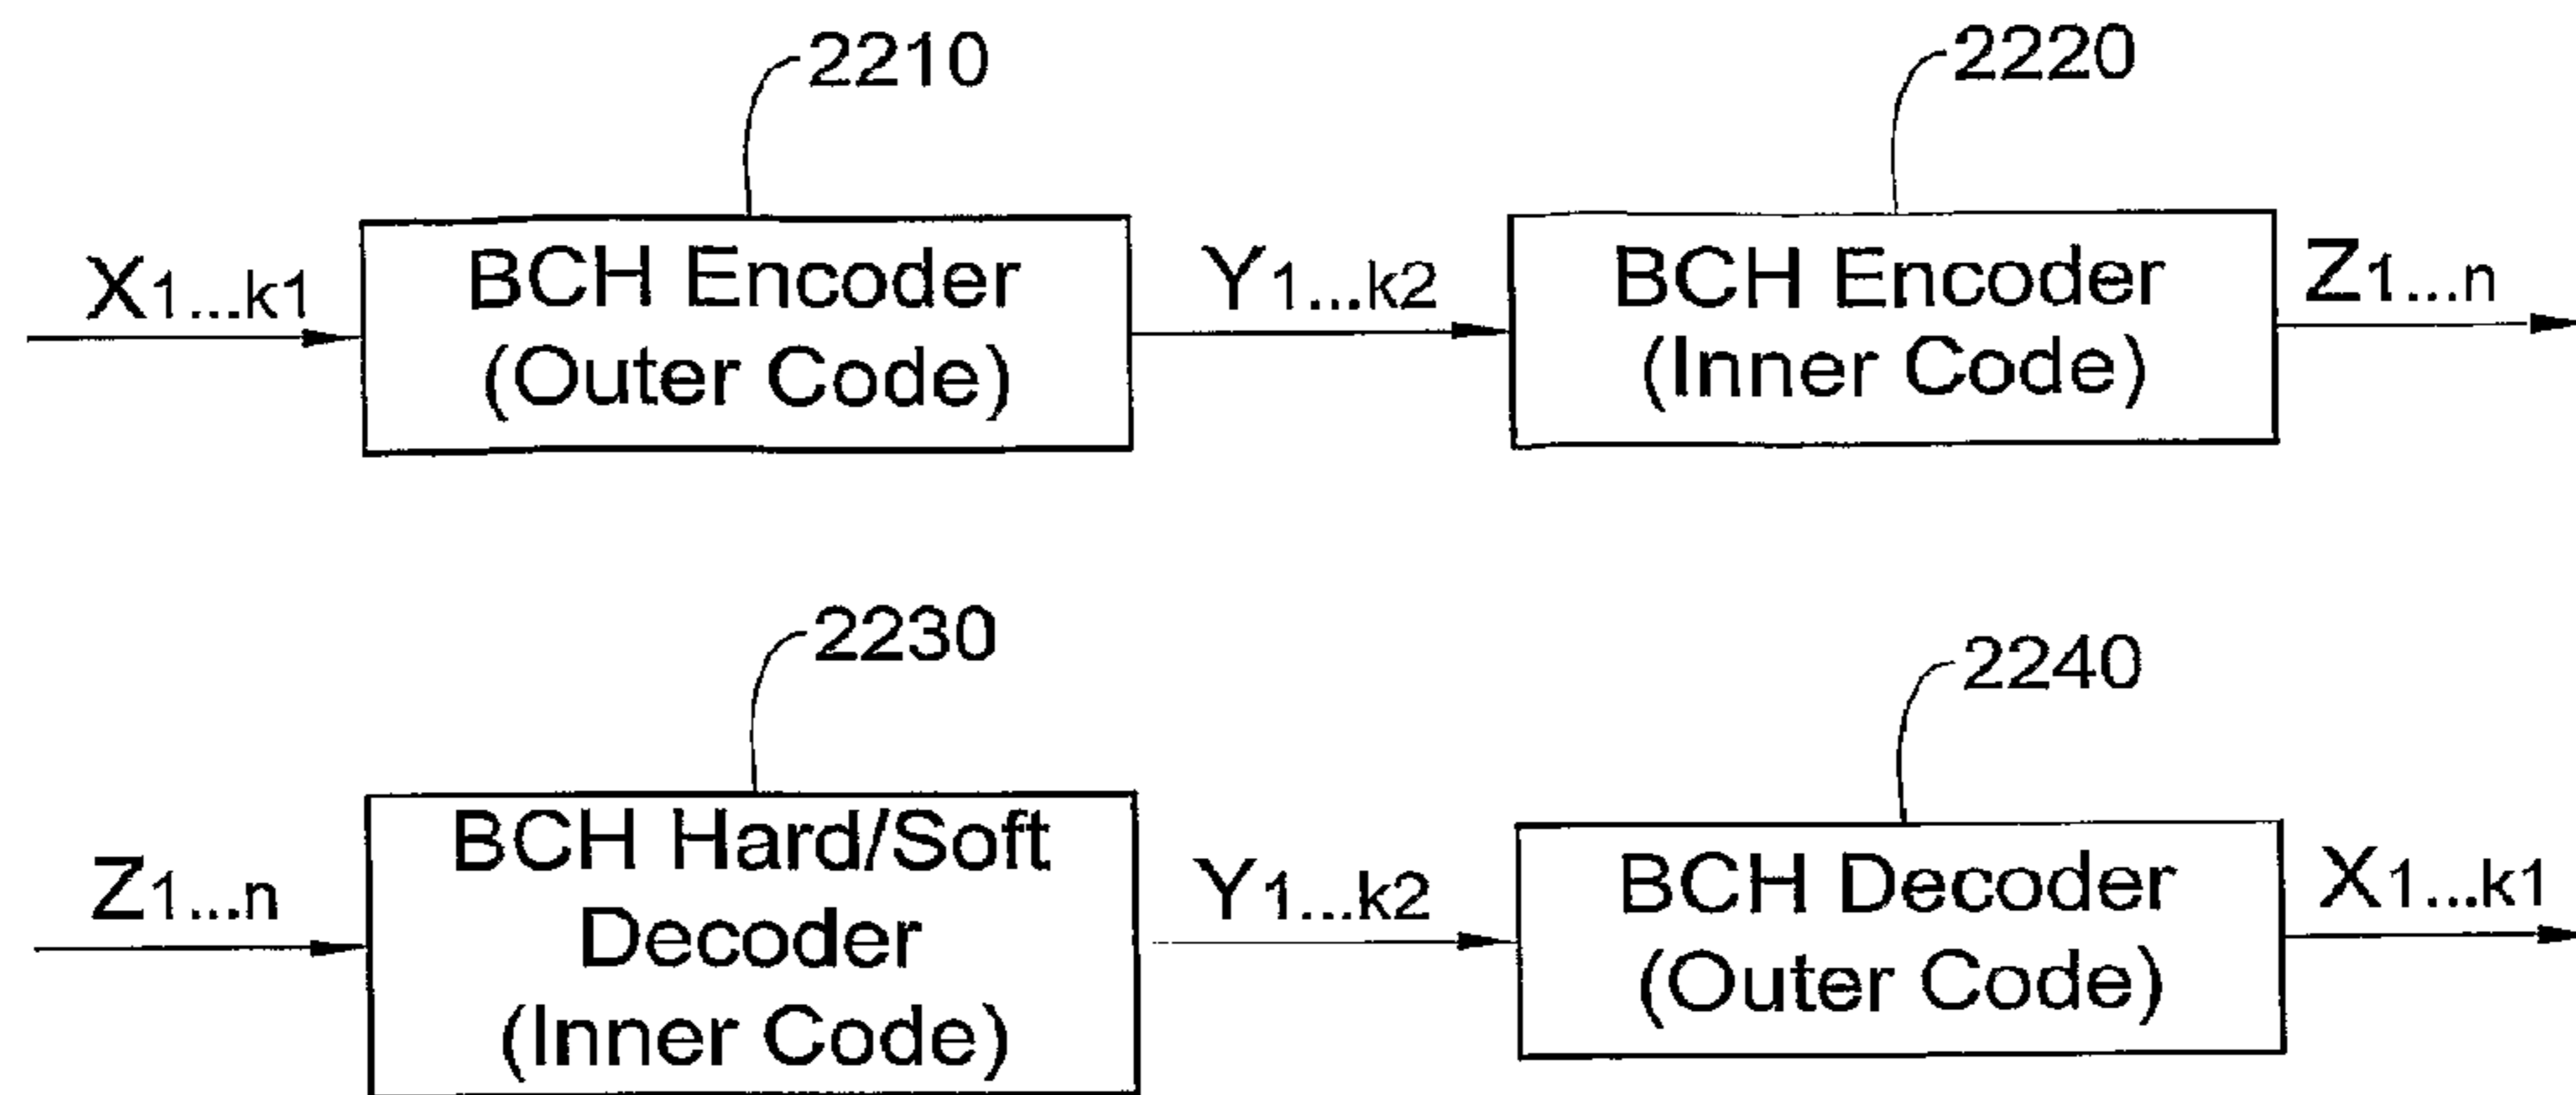 2210
2220
X1...k1
BCH Encoder
(Outer Code)
Y1...k2
BCH Encoder
(Inner Code)
Z1...n
2230
2240
Z1...n
BCH Hard/Soft
Decoder
(Inner Code)
Y1...k2
BCH Decoder
(Outer Code)
X1...k1